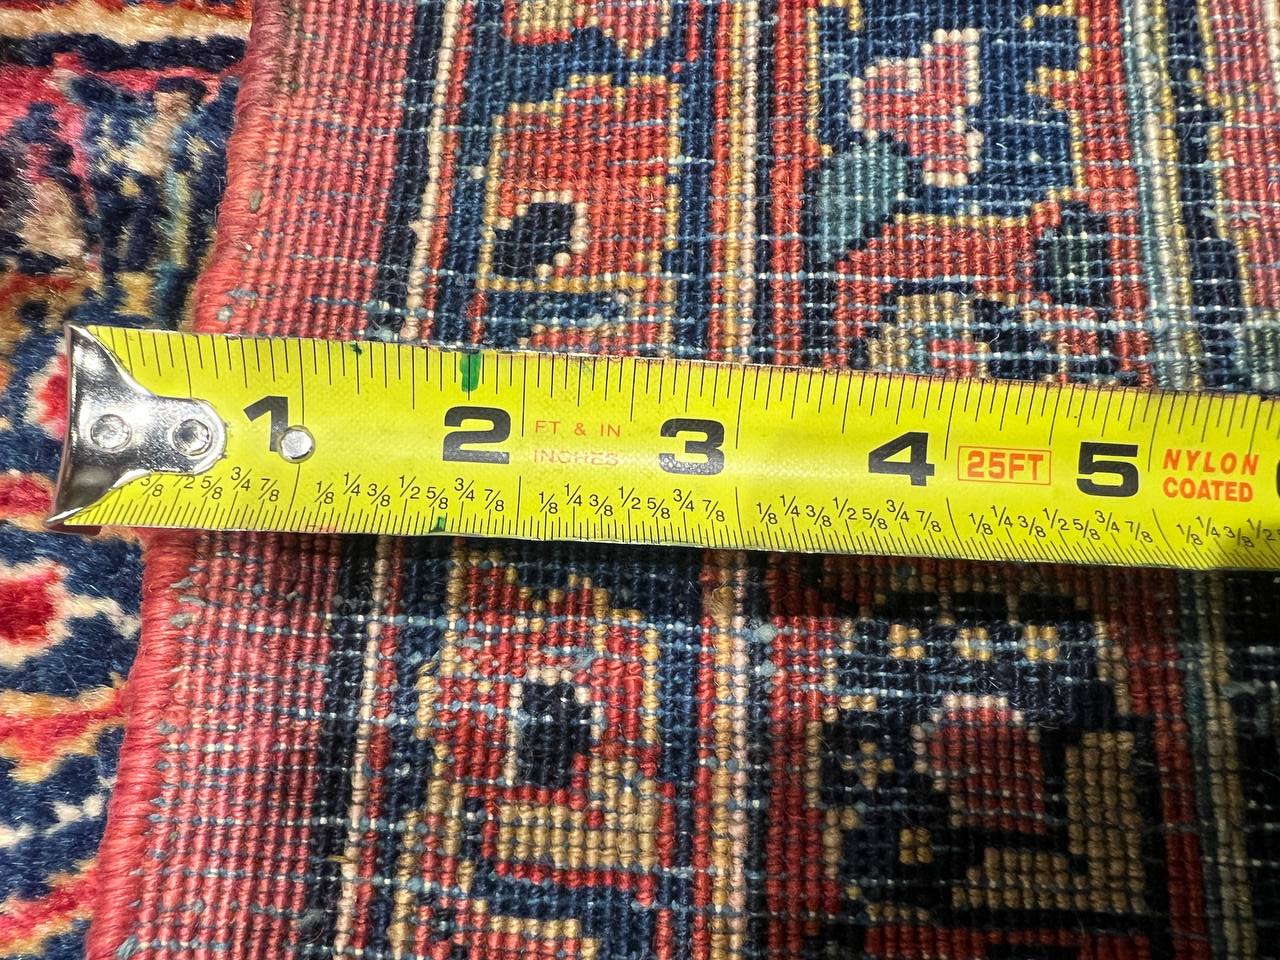 1 2 FT & IN 3 4 25FT 5 NYLON
INCHES COATED
3/8 1/2 5/8 3/4 7/8 1/8 1/4 3/8 1/2 5/8 3/4 7/8 1/8 1/4 3/8 1/2 5/8 3/4 7/8 1/8 1/4 3/8 1/2 5/8 3/4 7/8 1/8 1/4 3/8 1/2 5/8 3/4 7/8 1/8 1/4 3/8 1/2